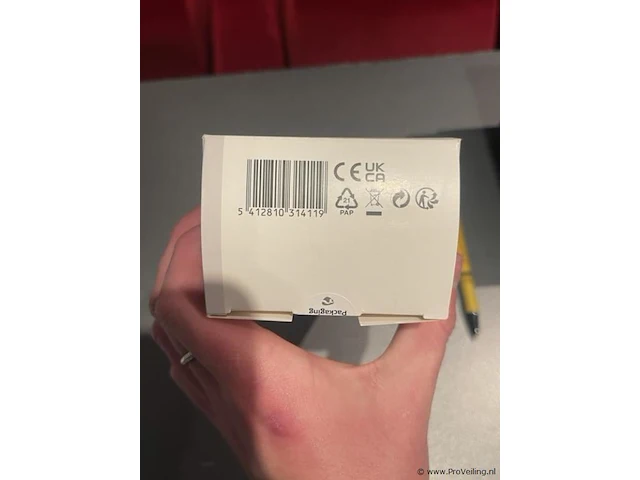 CE UK
CA
21
PAP
5 412810 314119
Packaging
© www.ProVeiling.nl